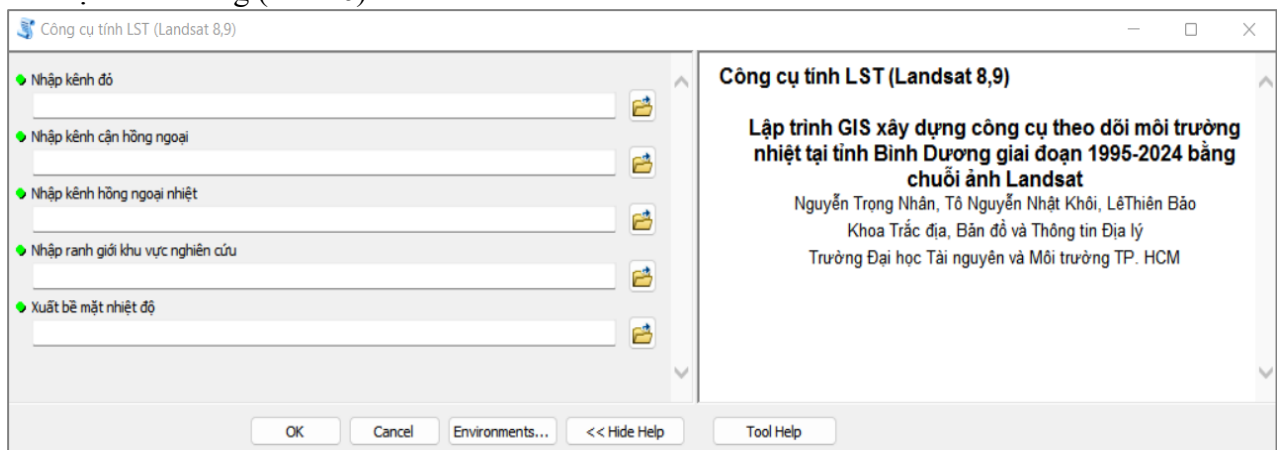 Công cụ tính LST (Landsat 8,9)
Nhập kênh đỏ
Nhập kênh cận hồng ngoại
Nhập kênh hồng ngoại nhiệt
Nhập ranh giới khu vực nghiên cứu
Xuất bề mặt nhiệt độ
Công cụ tính LST (Landsat 8,9)
Lập trình GIS xây dựng công cụ theo dõi môi trường
nhiệt tại tỉnh Bình Dương giai đoạn 1995-2024 bằng
chuỗi ảnh Landsat
Nguyễn Trọng Nhân, Tô Nguyễn Nhật Khôi, LêThiên Bảo
Khoa Trắc địa, Bản đồ và Thông tin Địa lý
Trường Đại học Tài nguyên và Môi trường TP. HCM
OK Cancel Environments... << Hide Help Tool Help